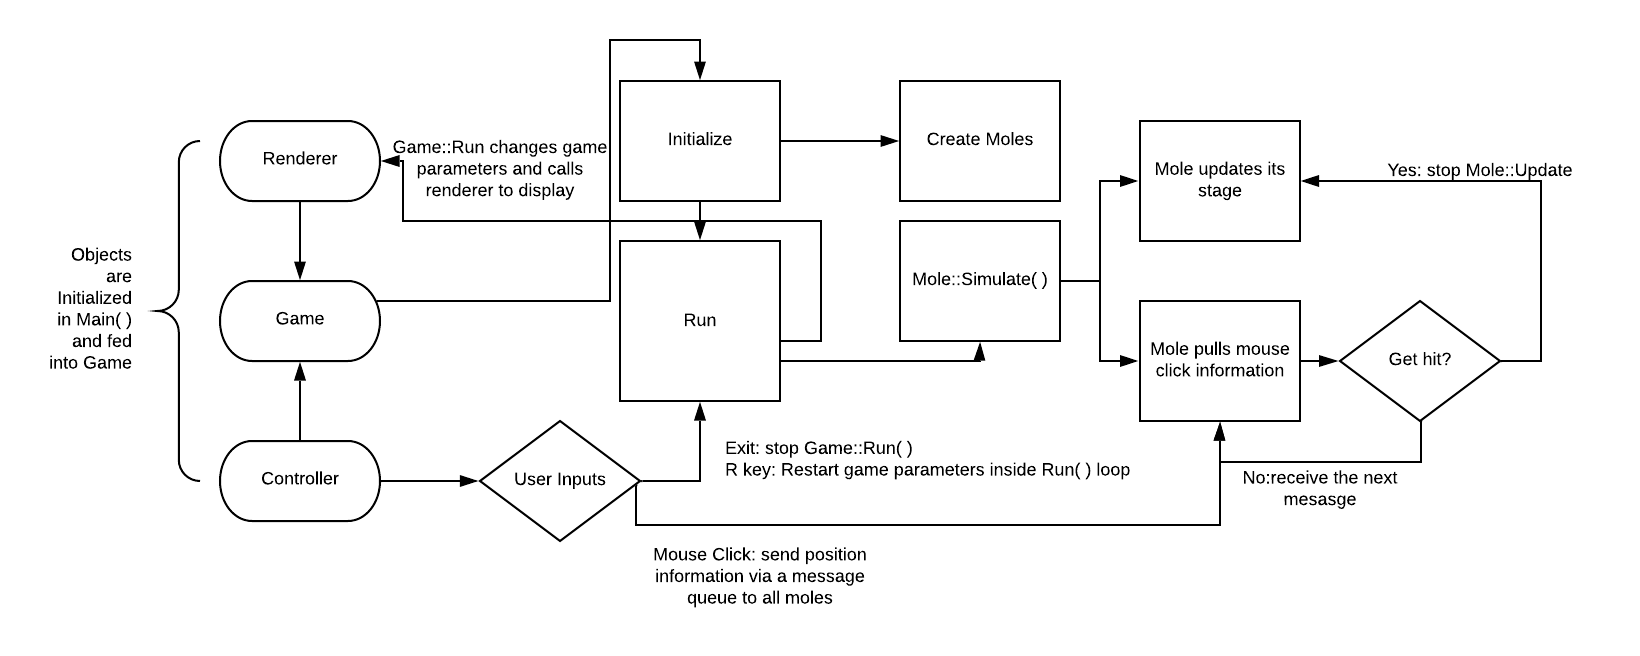 Objects
are
Initialized
in Main( )
and fed
into Game
Renderer
Game
Controller
Game::Run changes game
parameters and calls
renderer to display
Initialize
Create Moles
Run
Mole::Simulate( )
Mole updates its
stage
Yes: stop Mole::Update
Mole pulls mouse
click information
Get hit?
User Inputs
Exit: stop Game::Run( )
R key: Restart game parameters inside Run( ) loop
No:receive the next
mesasge
Mouse Click: send position
information via a message
queue to all moles